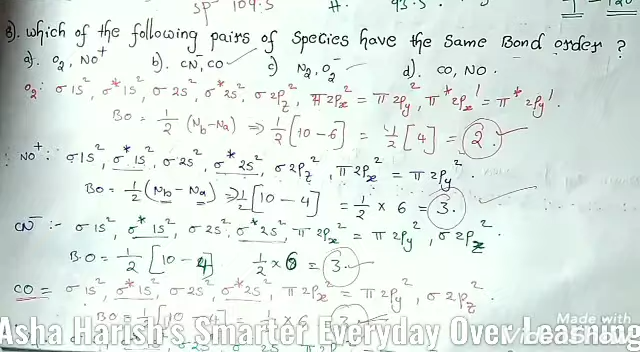 sp² 109.5 H. 93.5
8). which of the following pairs of species have the same Bond order ?
a). O₂, NO⁺ b). CN⁻, CO c) N₂, O₂⁻ d). CO, NO.
O₂: σ1s², σ*1s², σ2s², σ*2s², σ2Pz², π2Px² = π2Py², π*2Px¹ = π*2Py¹.
BO = 1/2 (Nb-Na) ⇒ 1/2 [10-6] = 1/2 [4] = 2.
NO⁺: σ1s², σ*1s², σ2s², σ*2s², σ2Pz², π2Px² = π2Py².
BO = 1/2 (Nb - Na) ⇒ 1/2 [10-4] = 1/2 × 6 = 3.
CN⁻ :- σ1s², σ*1s², σ2s², σ*2s², π2Px² = π2Py², σ2Pz².
B.O = 1/2 [10-4] 1/2 × 6 = 3.
CO = σ1s², σ*1s², σ2s², σ*2s², π2Px² = π2Py², σ2Pz².
Made with
Asha Harish's Smarter Everyday Over Learning